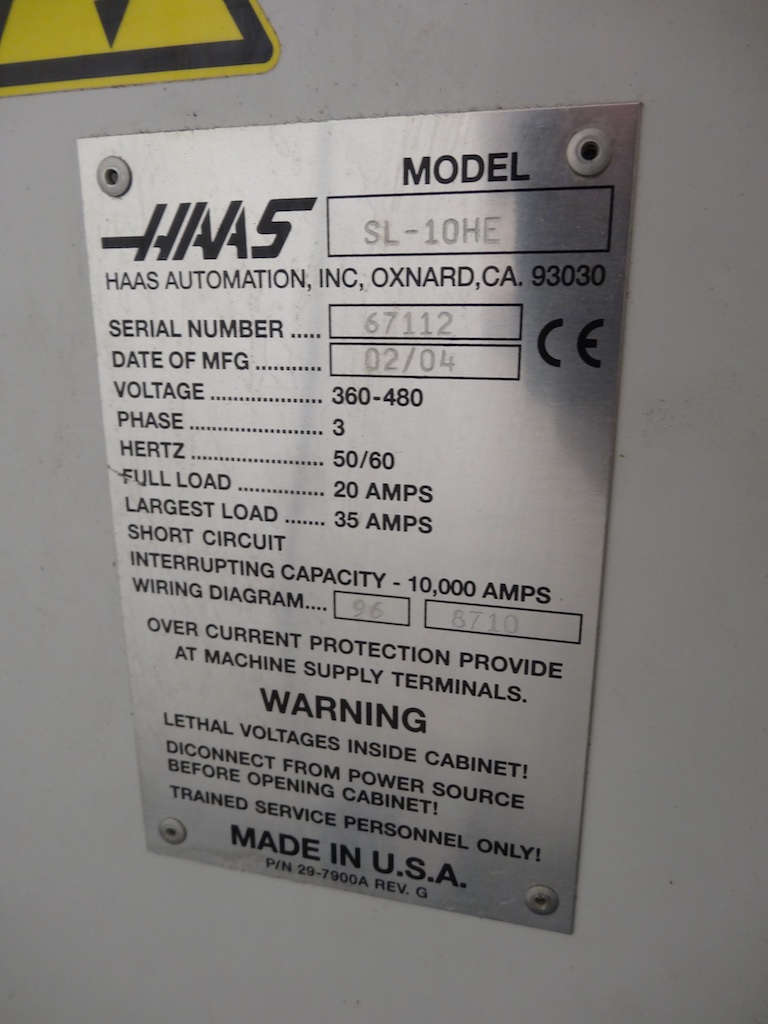 MODEL
HAAS SL-10HE
HAAS AUTOMATION, INC, OXNARD,CA. 93030
SERIAL NUMBER ..... 67112
CE
DATE OF MFG ........... 02/04
VOLTAGE ................... 360-480
PHASE ...................... 3
HERTZ ...................... 50/60
FULL LOAD .............. 20 AMPS
LARGEST LOAD ....... 35 AMPS
SHORT CIRCUIT
INTERRUPTING CAPACITY - 10,000 AMPS
WIRING DIAGRAM.... 96 8710
OVER CURRENT PROTECTION PROVIDE
AT MACHINE SUPPLY TERMINALS.
WARNING
LETHAL VOLTAGES INSIDE CABINET!
DICONNECT FROM POWER SOURCE
BEFORE OPENING CABINET!
TRAINED SERVICE PERSONNEL ONLY!
MADE IN U.S.A.
P/N 29-7900A REV. G